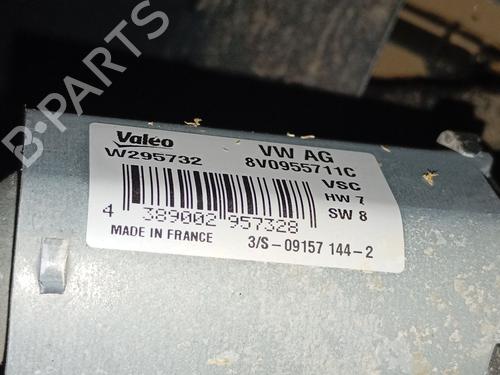 Valeo
VW AG
W295732
8V0955711C
VSC
HW 7
SW 8
4 389002 957328
MADE IN FRANCE
3/S-09157 144-2
B-PARTS